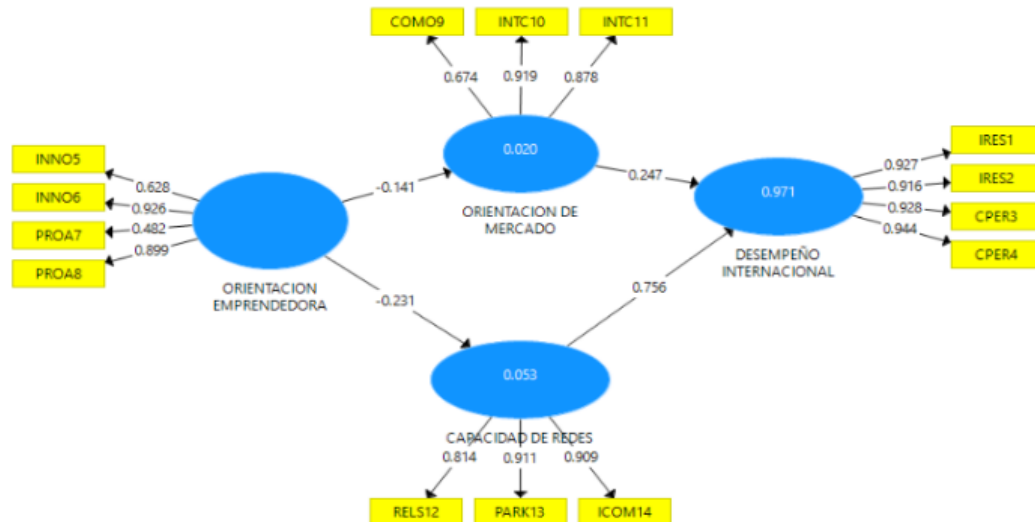 COMO9
INTC10
INTC11
0.674
0.919
0.878
INNO5
INNO6
PROA7
PROA8
0.628
0.926
0.482
0.899
ORIENTACION
EMPRENDEDORA
-0.141
-0.231
0.020
ORIENTACION DE
MERCADO
0.247
0.971
DESEMPEÑO
INTERNACIONAL
0.756
0.927
0.916
0.928
0.944
IRES1
IRES2
CPER3
CPER4
0.053
CAPACIDAD DE REDES
0.814
0.911
0.909
RELS12
PARK13
ICOM14